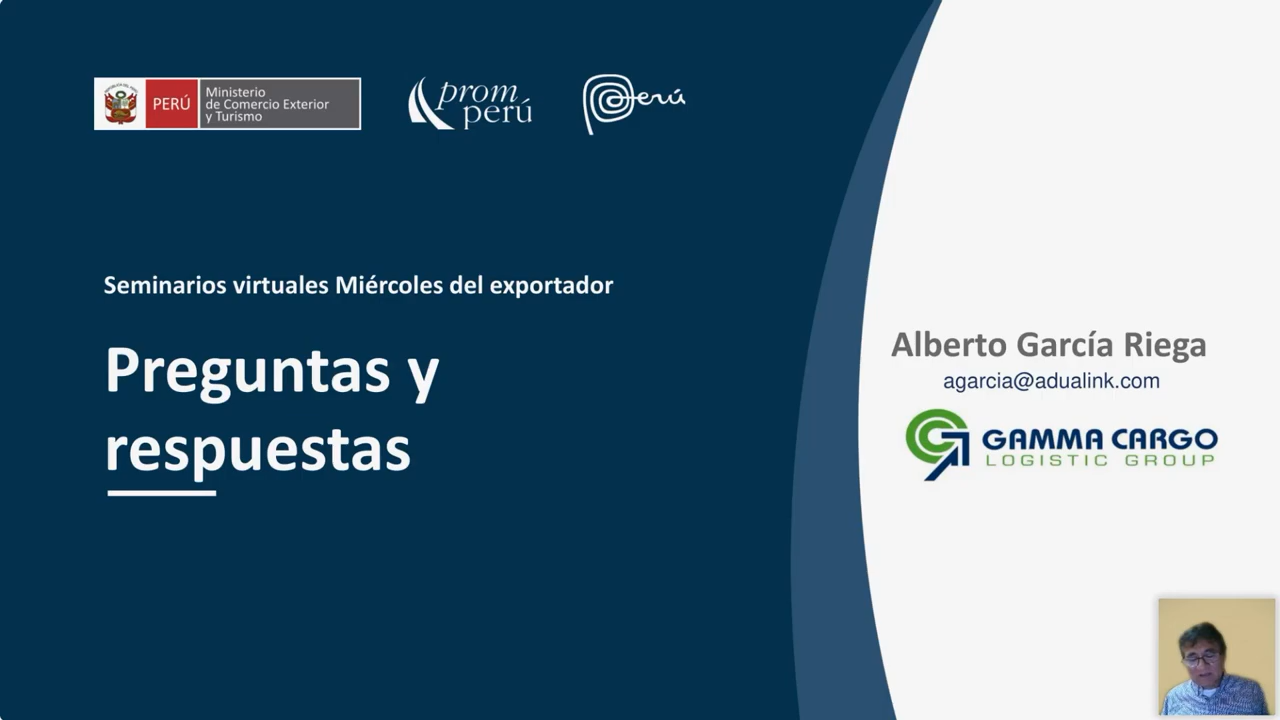 PERÚ
Ministerio
de Comercio Exterior
y Turismo
prom
perú
Perú
Seminarios virtuales Miércoles del exportador
Preguntas y
respuestas
Alberto García Riega
agarcia@adualink.com
GAMMA CARGO
LOGISTIC GROUP